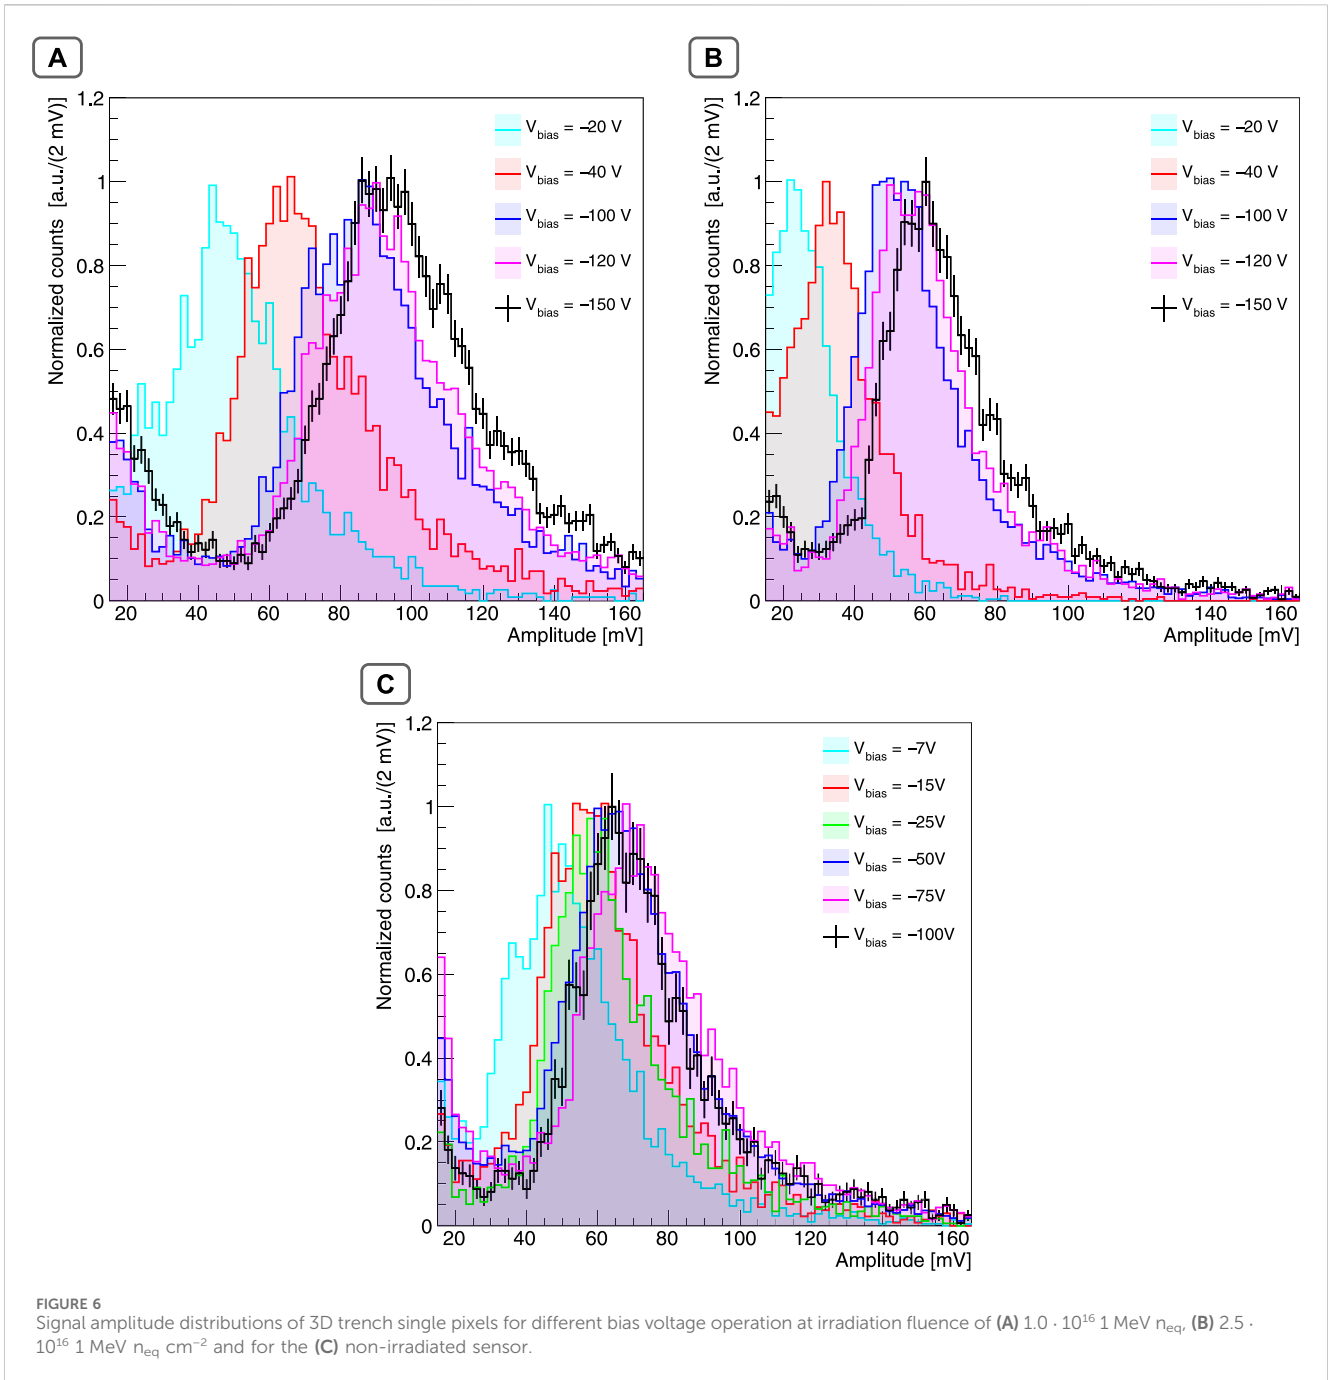 A
Normalized counts [a.u./(2 mV)]
1.2
1
0.8
0.6
0.4
0.2
0
20 40 60 80 100 120 140 160
Amplitude [mV]
Vbias = −20 V
Vbias = −40 V
Vbias = −100 V
Vbias = −120 V
Vbias = −150 V
B
Normalized counts [a.u./(2 mV)]
1.2
1
0.8
0.6
0.4
0.2
0
20 40 60 80 100 120 140 160
Amplitude [mV]
Vbias = −20 V
Vbias = −40 V
Vbias = −100 V
Vbias = −120 V
Vbias = −150 V
C
Normalized counts [a.u./(2 mV)]
1.2
1
0.8
0.6
0.4
0.2
0
20 40 60 80 100 120 140 160
Amplitude [mV]
Vbias = −7V
Vbias = −15V
Vbias = −25V
Vbias = −50V
Vbias = −75V
Vbias = −100V
FIGURE 6
Signal amplitude distributions of 3D trench single pixels for different bias voltage operation at irradiation fluence of (A) 1.0 · 10¹⁶ 1 MeV neq, (B) 2.5 ·
10¹⁶ 1 MeV neq cm⁻² and for the (C) non-irradiated sensor.